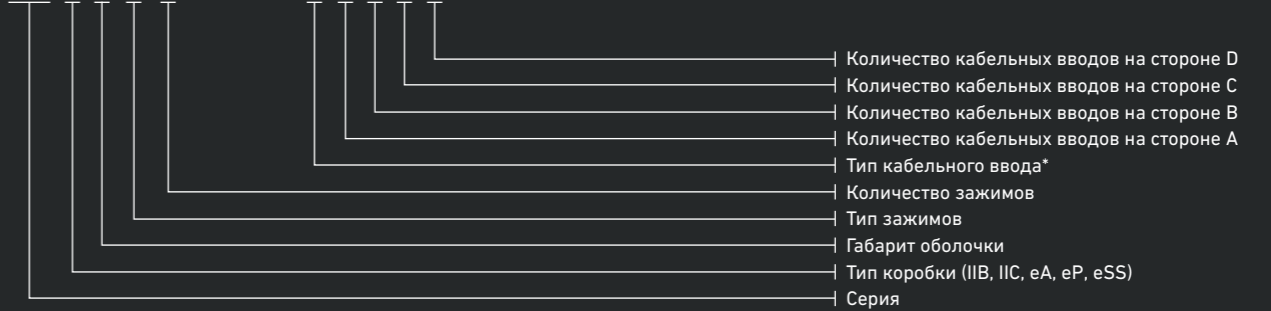 Количество кабельных вводов на стороне D
Количество кабельных вводов на стороне C
Количество кабельных вводов на стороне B
Количество кабельных вводов на стороне A
Тип кабельного ввода*
Количество зажимов
Тип зажимов
Габарит оболочки
Тип коробки (IIB, IIC, eA, eP, eSS)
Серия